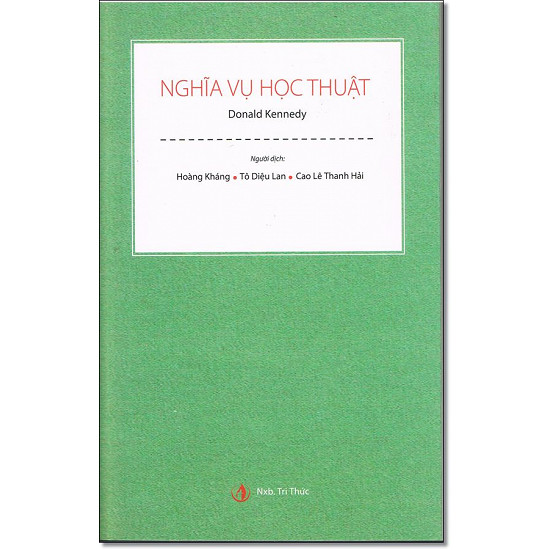 NGHĨA VỤ HỌC THUẬT
Donald Kennedy
Người dịch:
Hoàng Kháng • Tô Diệu Lan • Cao Lê Thanh Hải
Nxb. Tri Thức